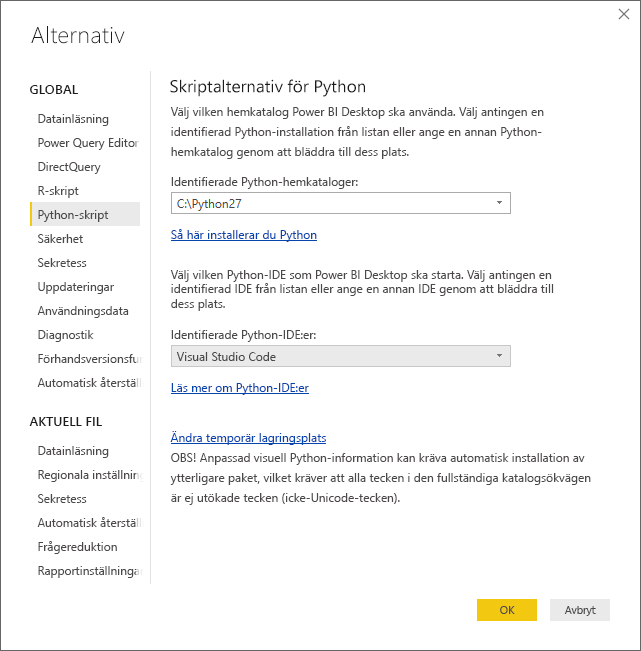 Alternativ
GLOBAL
Datainläsning
Power Query Editor
DirectQuery
R-skript
Python-skript
Säkerhet
Sekretess
Uppdateringar
Användningsdata
Diagnostik
Förhandsversionsfu
Automatisk återstäl
AKTUELL FIL
Datainläsning
Regionala inställnin
Sekretess
Automatisk återstäl
Frågereduktion
Rapportinställninga
Skriptalternativ för Python
Välj vilken hemkatalog Power BI Desktop ska använda. Välj antingen en
identifierad Python-installation från listan eller ange en annan Python-
hemkatalog genom att bläddra till dess plats.
Identifierade Python-hemkataloger:
C:\Python27
Så här installerar du Python
Välj vilken Python-IDE som Power BI Desktop ska starta. Välj antingen en
identifierad IDE från listan eller ange en annan IDE genom att bläddra till
dess plats.
Identifierade Python-IDE:er:
Visual Studio Code
Läs mer om Python-IDE:er
Ändra temporär lagringsplats
OBS! Anpassad visuell Python-information kan kräva automatisk installation av
ytterligare paket, vilket kräver att alla tecken i den fullständiga katalogsökvägen
är ej utökade tecken (icke-Unicode-tecken).
OK
Avbryt